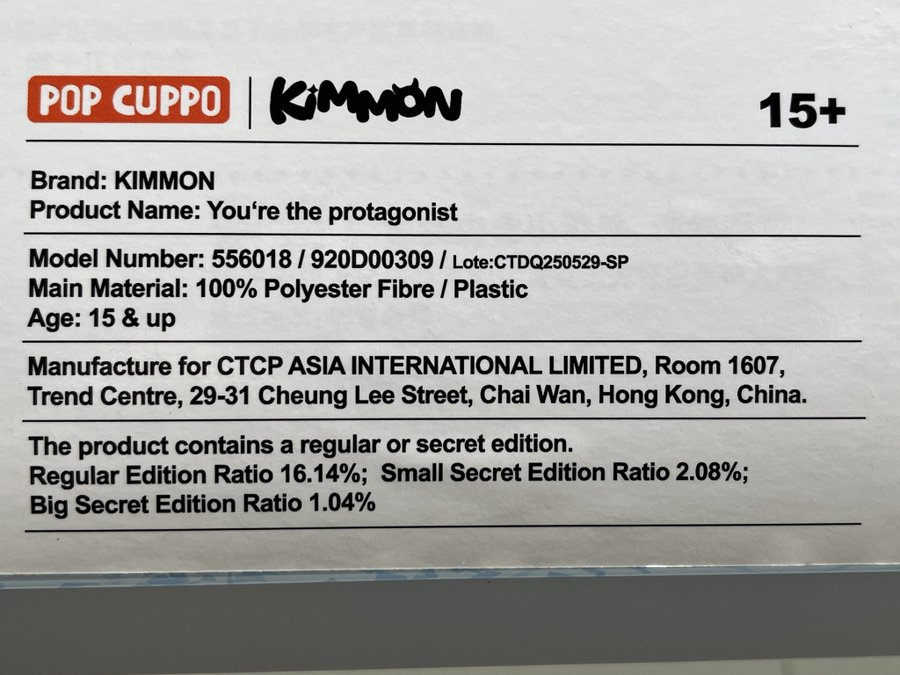 POP CUPPO | KiMMON 15+
Brand: KIMMON
Product Name: You‘re the protagonist
Model Number: 556018 / 920D00309 / Lote:CTDQ250529-SP
Main Material: 100% Polyester Fibre / Plastic
Age: 15 & up
Manufacture for CTCP ASIA INTERNATIONAL LIMITED, Room 1607,
Trend Centre, 29-31 Cheung Lee Street, Chai Wan, Hong Kong, China.
The product contains a regular or secret edition.
Regular Edition Ratio 16.14%; Small Secret Edition Ratio 2.08%;
Big Secret Edition Ratio 1.04%